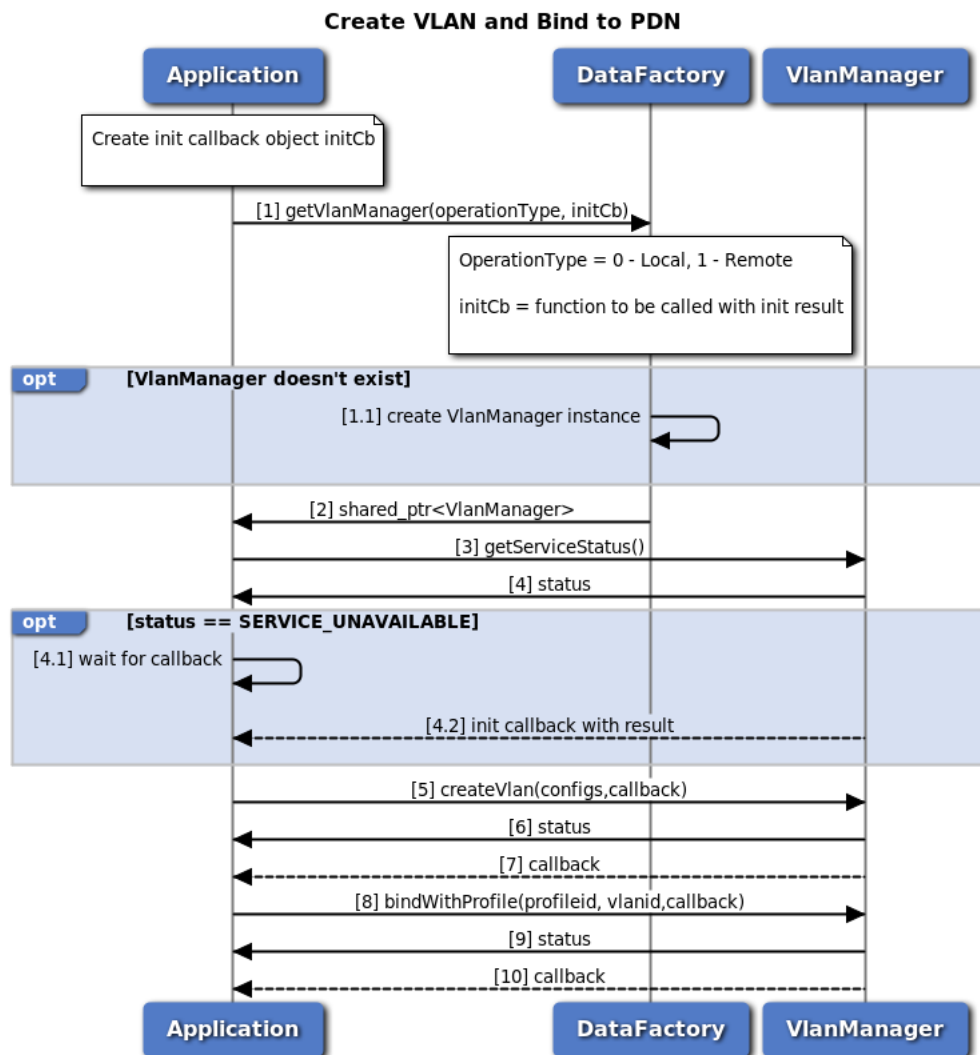 Create VLAN and Bind to PDN
Application DataFactory VlanManager
Create init callback object initCb
[1] getVlanManager(operationType, initCb)
OperationType = 0 - Local, 1 - Remote
initCb = function to be called with init result
opt [VlanManager doesn't exist]
[1.1] create VlanManager instance
[2] shared_ptr<VlanManager>
[3] getServiceStatus()
[4] status
opt [status == SERVICE_UNAVAILABLE]
[4.1] wait for callback
[4.2] init callback with result
[5] createVlan(configs,callback)
[6] status
[7] callback
[8] bindWithProfile(profileid, vlanid,callback)
[9] status
[10] callback
Application DataFactory VlanManager